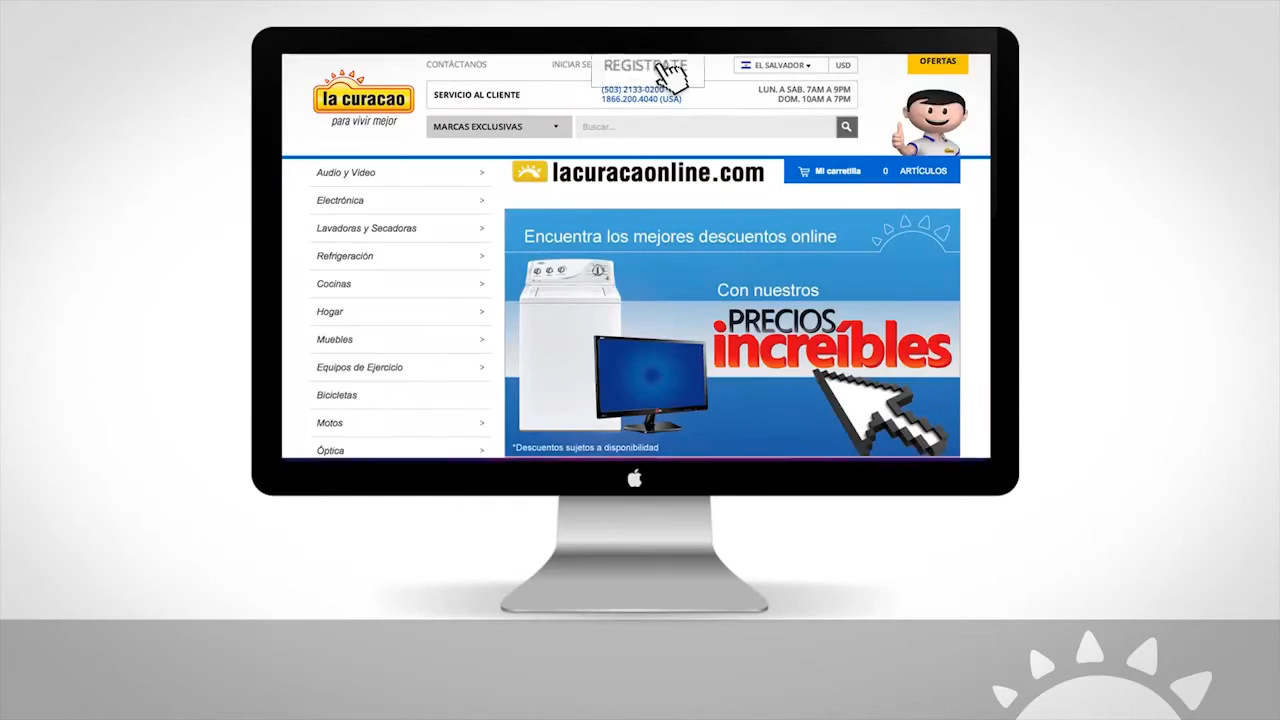 CONTÁCTANOS
INICIAR SE
REGISTRATE
EL SALVADOR
USD
OFERTAS
la curacao
para vivir mejor
SERVICIO AL CLIENTE
(503) 2133-0200
1866.200.4040 (USA)
LUN. A SAB. 7AM A 9PM
DOM. 10AM A 7PM
MARCAS EXCLUSIVAS
Buscar...
lacuracaonline.com
Mi carretilla 0 ARTÍCULOS
Audio y Vídeo >
Electrónica >
Lavadoras y Secadoras >
Refrigeración >
Cocinas >
Hogar >
Muebles >
Equipos de Ejercicio >
Bicicletas
Motos >
Óptica >
Encuentra los mejores descuentos online
Con nuestros
PRECIOS
increíbles
*Descuentos sujetos a disponibilidad